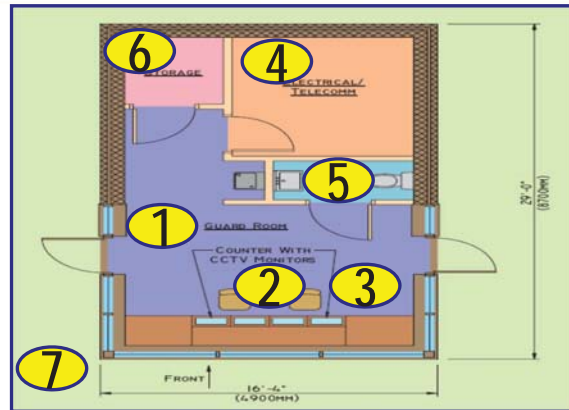 6
STORAGE
4
ELECTRICAL/
TELECOMM
5
1
GUARD ROOM
COUNTER WITH
CCTV MONITORS
2
3
7
FRONT
16'-4"
(4900MM)
29'-0"
(8700MM)